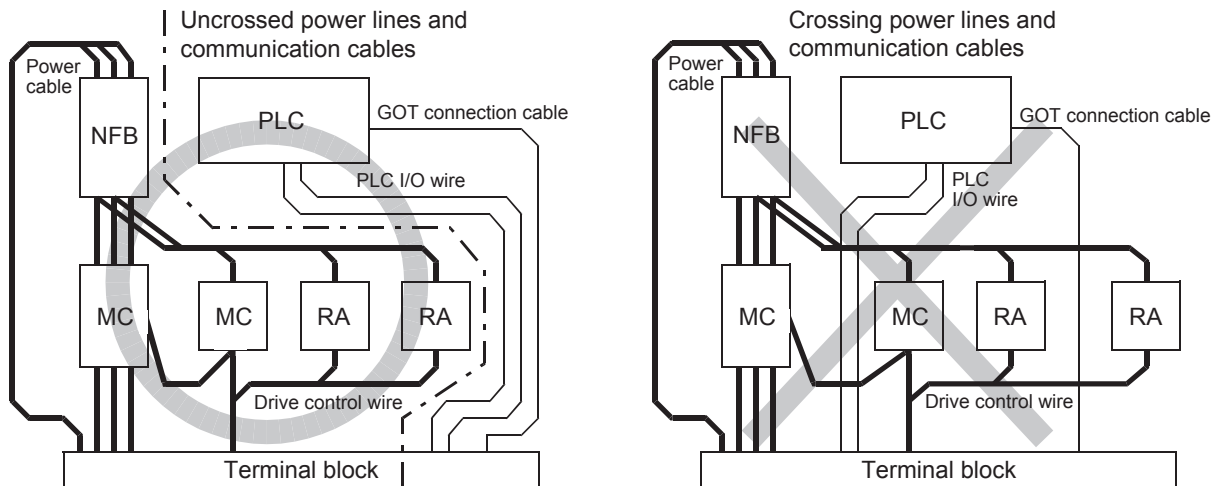 Uncrossed power lines and
communication cables
Power
cable
NFB
PLC
GOT connection cable
PLC I/O wire
MC
MC
RA
RA
Drive control wire
Terminal block
Crossing power lines and
communication cables
Power
cable
NFB
PLC
GOT connection cable
PLC
I/O wire
MC
MC
RA
RA
Drive control wire
Terminal block